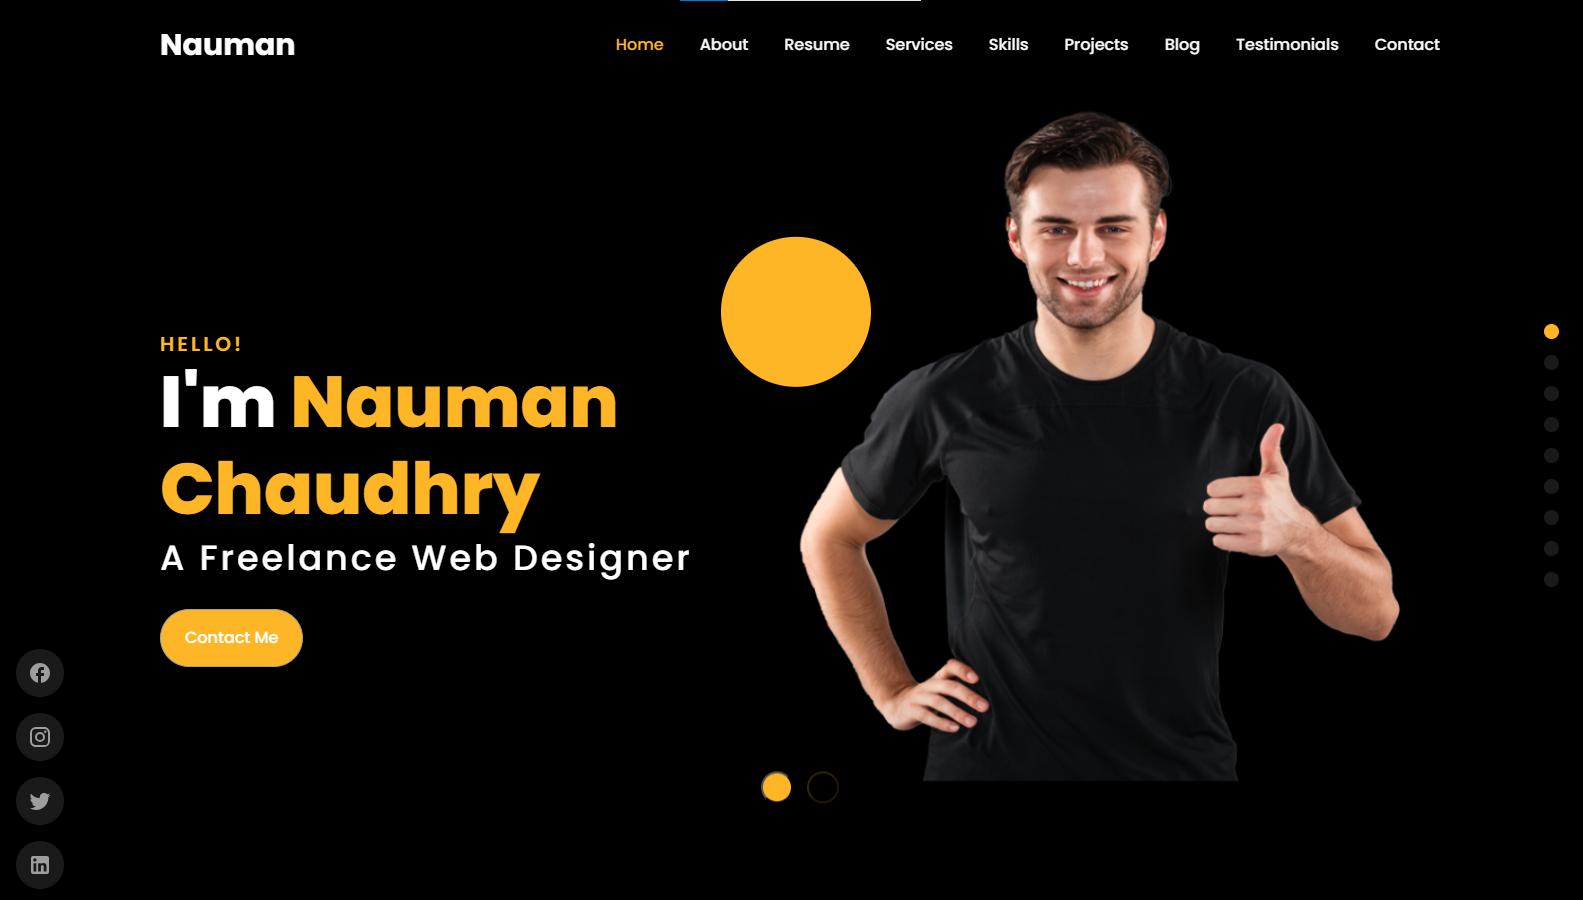 Nauman
Home About Resume Services Skills Projects Blog Testimonials Contact
HELLO!
I'm Nauman
Chaudhry
A Freelance Web Designer
Contact Me